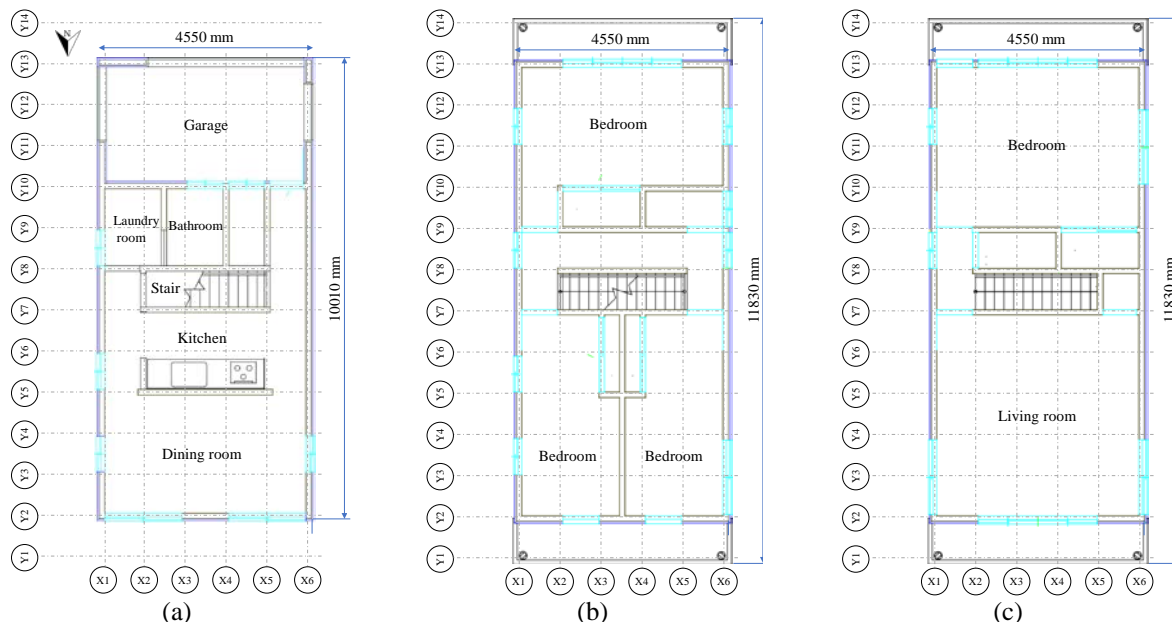 Y14
N
4550 mm
Y13
Y12
Garage
Y11
Y10
Laundry
room
Bathroom
Y9
Y8
Stair
Y7
10010 mm
Kitchen
Y6
Y5
Y4
Dining room
Y3
Y2
Y1
X1 X2 X3 X4 X5 X6
(a)
Y14
4550 mm
Y13
Y12
Bedroom
Y11
Y10
Y9
Y8
11830 mm
Y7
Y6
Y5
Y4
Bedroom Bedroom
Y3
Y2
Y1
X1 X2 X3 X4 X5 X6
(b)
Y14
4550 mm
Y13
Y12
Bedroom
Y11
Y10
Y9
Y8
11830 mm
Y7
Y6
Y5
Living room
Y4
Y3
Y2
Y1
X1 X2 X3 X4 X5 X6
(c)